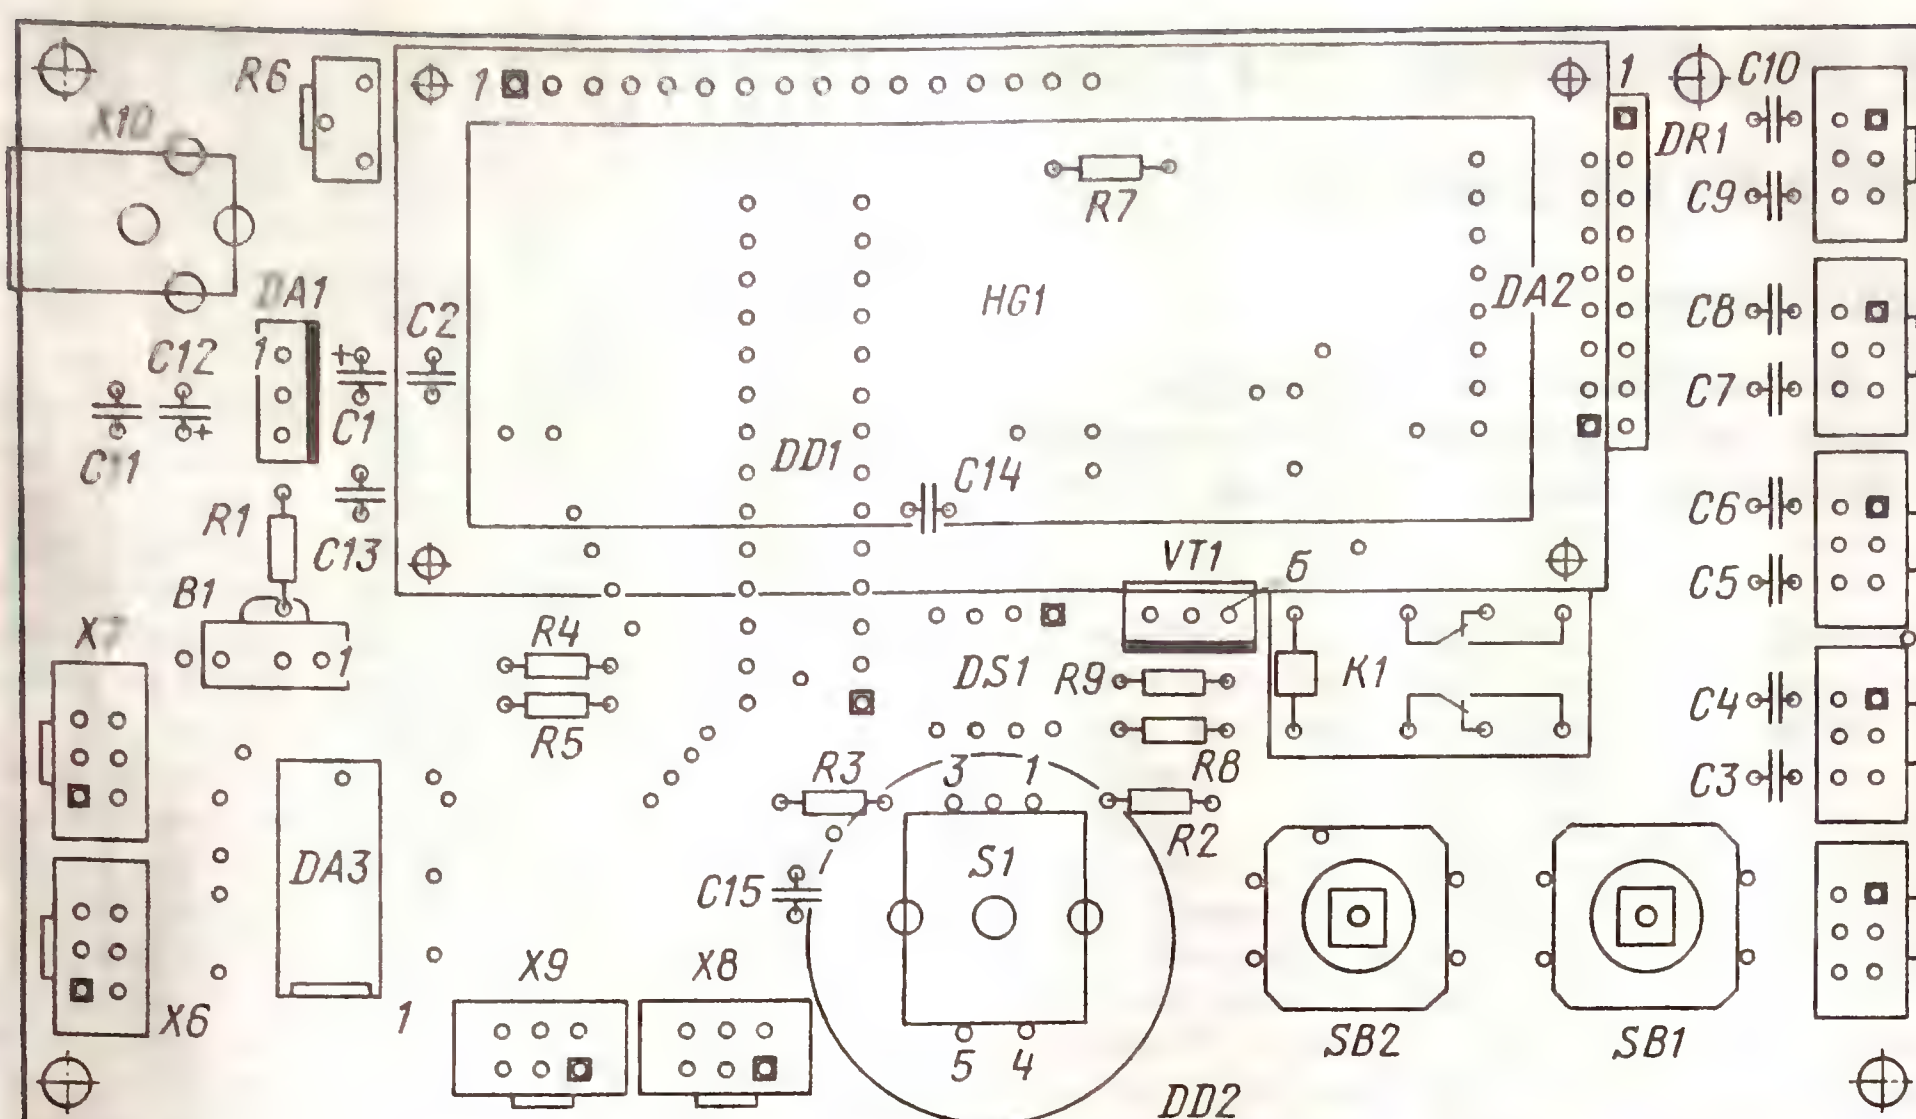 R6
1
1
C10
X10
DR1
R7
C9
DA1
HG1
DA2
C2
C8
C12
1
+
C7
+
C1
C11
DD1
C14
C6
R1
C13
VT1
б
C5
B1
X7
R4
1
DS1
R9
K1
C4
R5
R3
3
1
R8
C3
R2
DA3
S1
C15
X9
X8
X6
1
5
4
SB2
SB1
DD2